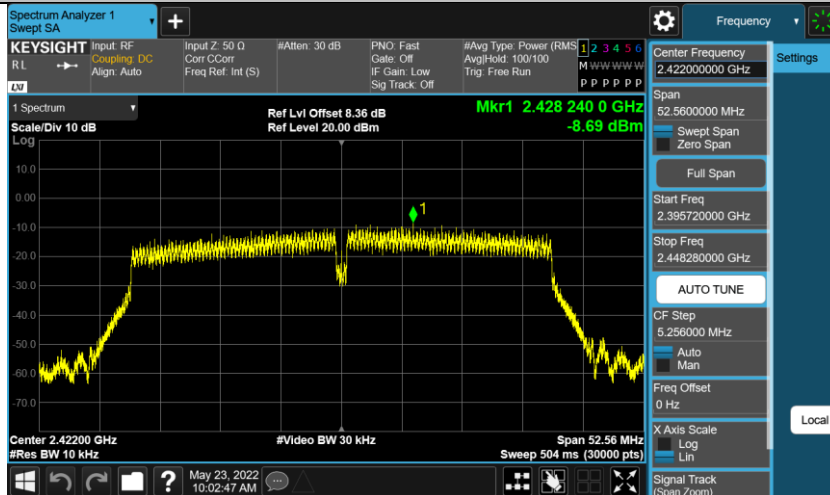 Spectrum Analyzer 1
Swept SA
+
Frequency
KEYSIGHT
RL
LXI
Input: RF
Coupling: DC
Align: Auto
Input Z: 50 Ω
Corr CCorr
Freq Ref: Int (S)
#Atten: 30 dB
PNO: Fast
Gate: Off
IF Gain: Low
Sig Track: Off
#Avg Type: Power (RMS
Avg|Hold: 100/100
Trig: Free Run
1 2 3 4 5 6
M W W W W W
P P P P P P
1 Spectrum
Scale/Div 10 dB
Log
Ref Lvl Offset 8.36 dB
Ref Level 20.00 dBm
Mkr1 2.428 240 0 GHz
-8.69 dBm
10.0
0.00
-10.0
-20.0
-30.0
-40.0
-50.0
-60.0
-70.0
1
Center 2.42200 GHz
#Res BW 10 kHz
#Video BW 30 kHz
Span 52.56 MHz
Sweep 504 ms (30000 pts)
Center Frequency
2.422000000 GHz
Span
52.5600000 MHz
Swept Span
Zero Span
Full Span
Start Freq
2.395720000 GHz
Stop Freq
2.448280000 GHz
AUTO TUNE
CF Step
5.256000 MHz
Auto
Man
Freq Offset
0 Hz
X Axis Scale
Log
Lin
Signal Track
(Span Zoom)
Settings
Local
?
May 23, 2022
10:02:47 AM